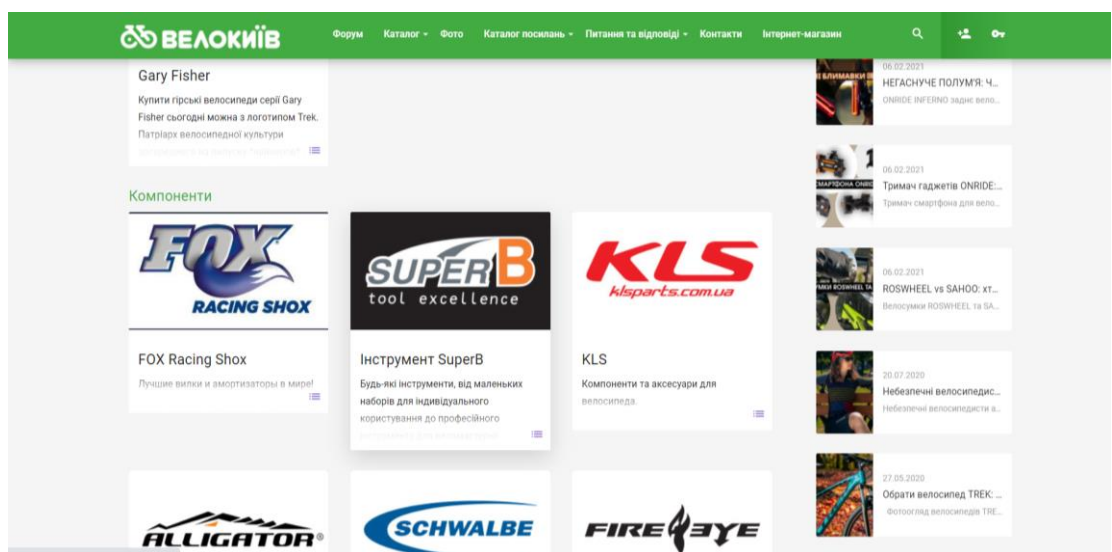 ВЕЛОКИЇВ
Форум Каталог Фото Каталог посилань Питання та відповіді Контакти Інтернет-магазин
Gary Fisher
Купити гірські велосипеди серії Gary
Fisher сьогодні можна з логотипом Trek.
Патріарх велосипедної культури
Компоненти
FOX
RACING SHOX
FOX Racing Shox
Лучшие вилки и амортизаторы в мире!
SUPER B
tool excellence
Інструмент SuperB
Будь-які інструменти, від маленьких
наборів для індивідуального
користування до професійного
KLS
klsparts.com.ua
KLS
Компоненти та аксесуари для
велосипеда.
ALLIGATOR®
SCHWALBE
FIRE EYE
06.02.2021
НЕГАСНУЧЕ ПОЛУМ'Я: Ч...
ONRIDE INFERNO заднє вело...
06.02.2021
Тримач гаджетів ONRIDE:...
Тримач смартфона для вело...
06.02.2021
ROSWHEEL vs SAHOO: хт...
Велосумки ROSWHEEL та SA...
20.07.2020
Небезпечні велосипедис...
Небезпечні велосипедисти а...
27.05.2020
Обрати велосипед TREK: ...
Фотоогляд велосипедів TRE...